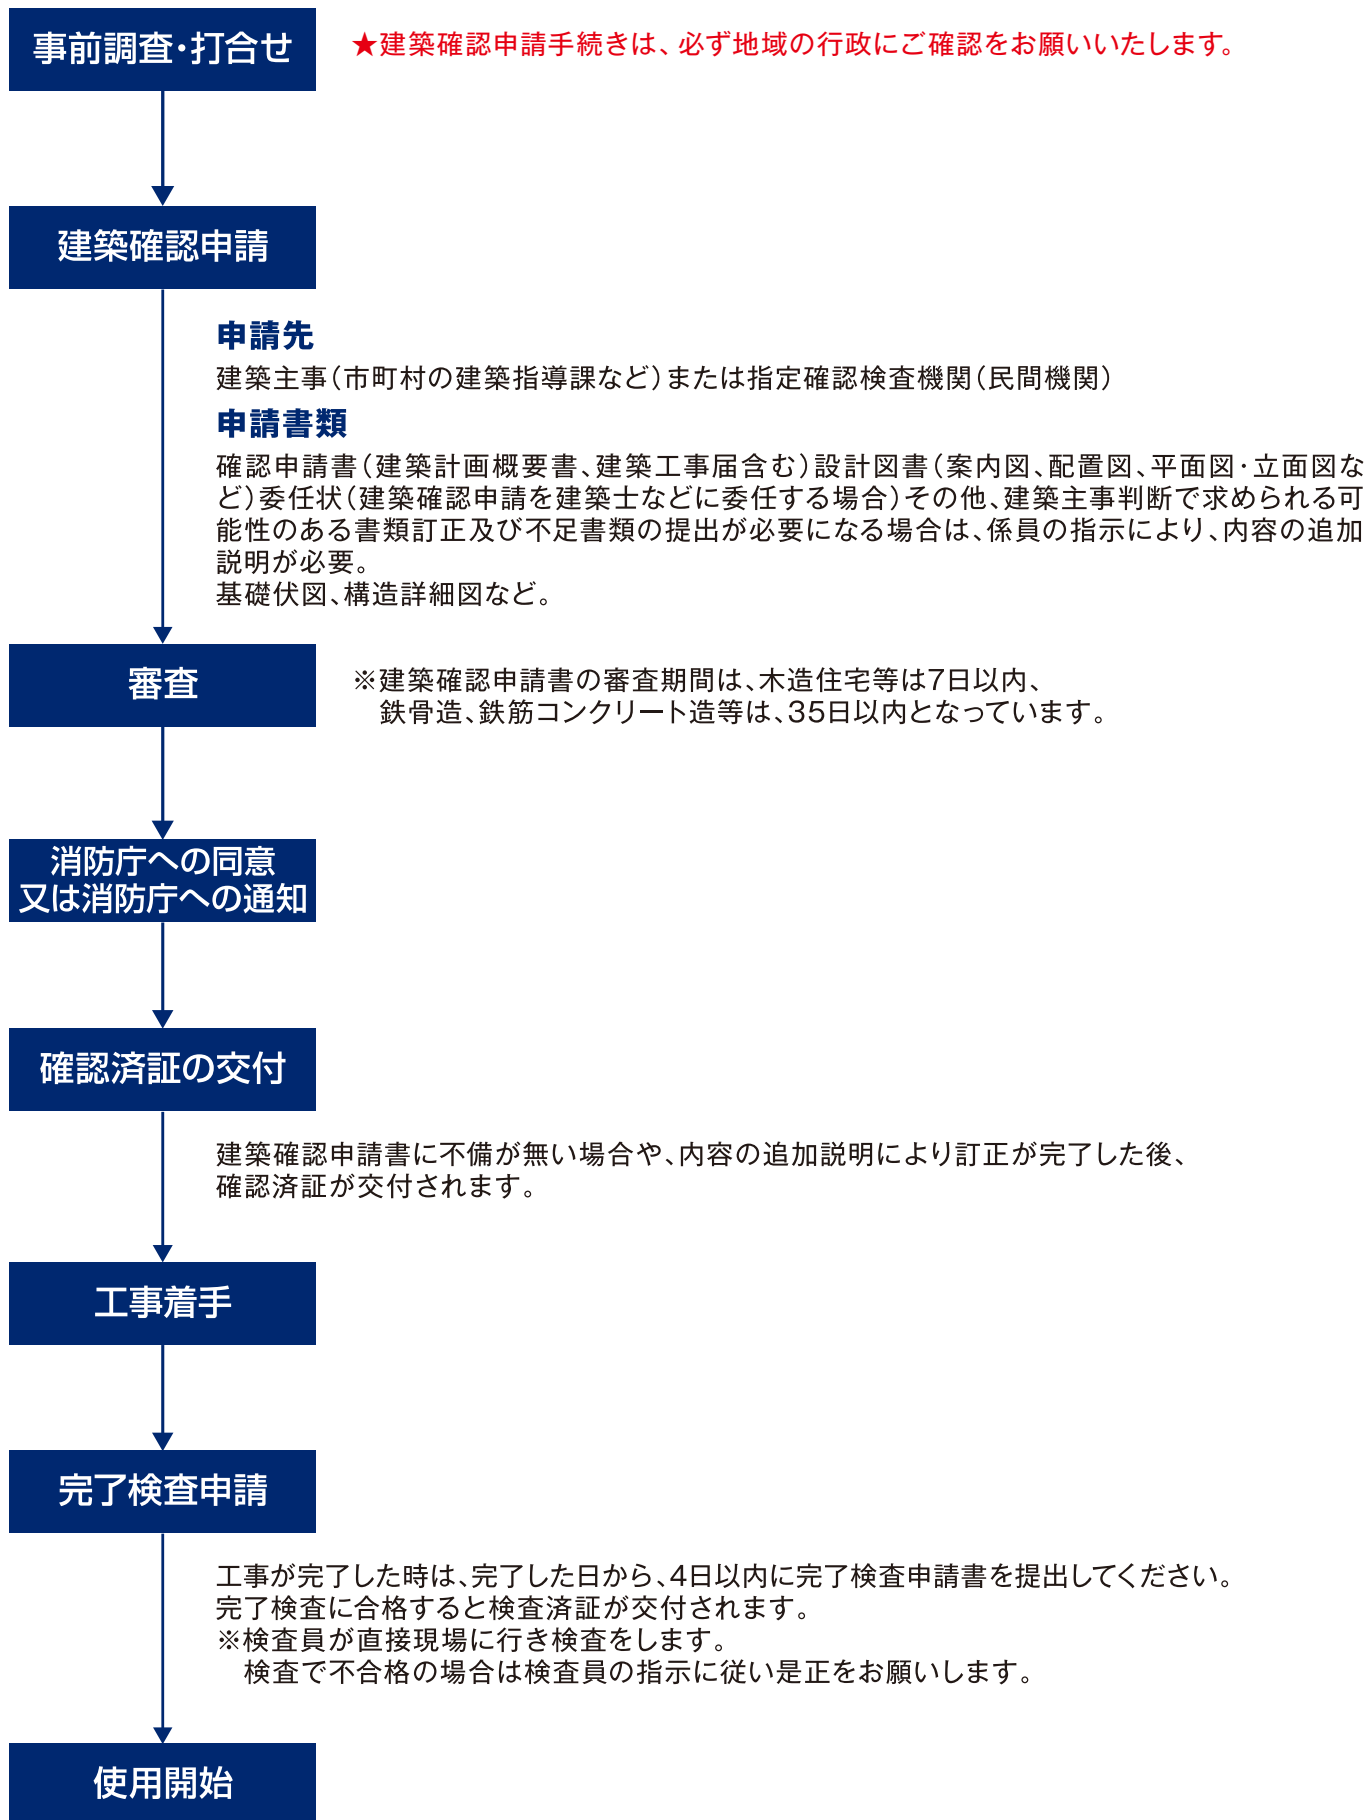 事前調査・打合せ
★建築確認申請手続きは、必ず地域の行政にご確認をお願いいたします。
建築確認申請
申請先
建築主事（市町村の建築指導課など）または指定確認検査機関（民間機関）
申請書類
確認申請書（建築計画概要書、建築工事届含む）設計図書（案内図、配置図、平面図・立面図な
ど）委任状（建築確認申請を建築士などに委任する場合）その他、建築主事判断で求められる可
能性のある書類訂正及び不足書類の提出が必要になる場合は、係員の指示により、内容の追加
説明が必要。
基礎伏図、構造詳細図など。
審査
※建築確認申請書の審査期間は、木造住宅等は7日以内、
鉄骨造、鉄筋コンクリート造等は、35日以内となっています。
消防庁への同意
又は消防庁への通知
確認済証の交付
建築確認申請書に不備が無い場合や、内容の追加説明により訂正が完了した後、
確認済証が交付されます。
工事着手
完了検査申請
工事が完了した時は、完了した日から、4日以内に完了検査申請書を提出してください。
完了検査に合格すると検査済証が交付されます。
※検査員が直接現場に行き検査をします。
検査で不合格の場合は検査員の指示に従い是正をお願いします。
使用開始